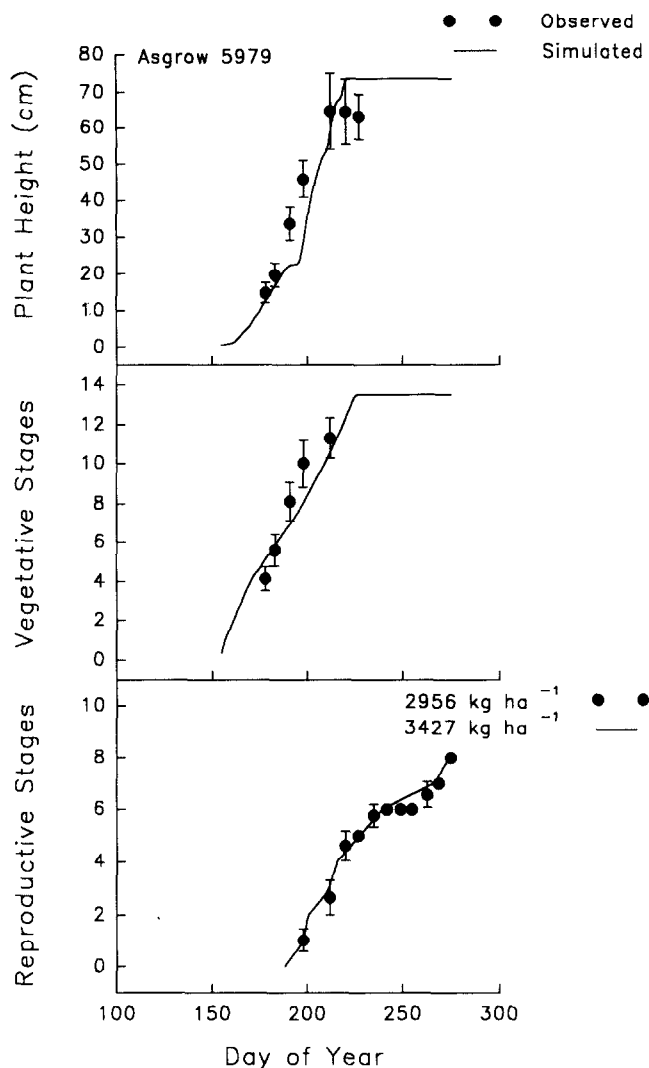 Observed
Simulated
Asgrow 5979
Plant Height (cm)
80
70
60
50
40
30
20
10
0
Vegetative Stages
14
12
10
8
6
4
2
0
2956 kg ha⁻¹
3427 kg ha⁻¹
Reproductive Stages
10
8
6
4
2
0
100 150 200 250 300
Day of Year